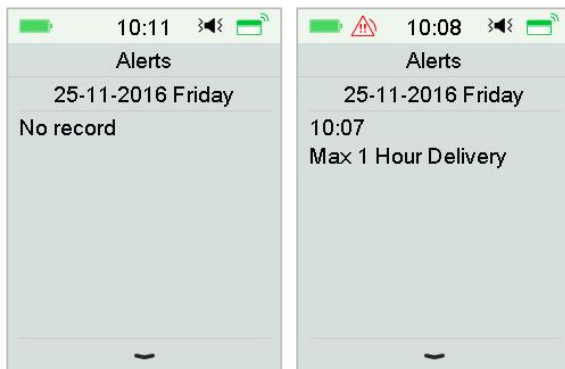 10:11
Alerts
25-11-2016 Friday
No record
10:08
Alerts
25-11-2016 Friday
10:07
Max 1 Hour Delivery